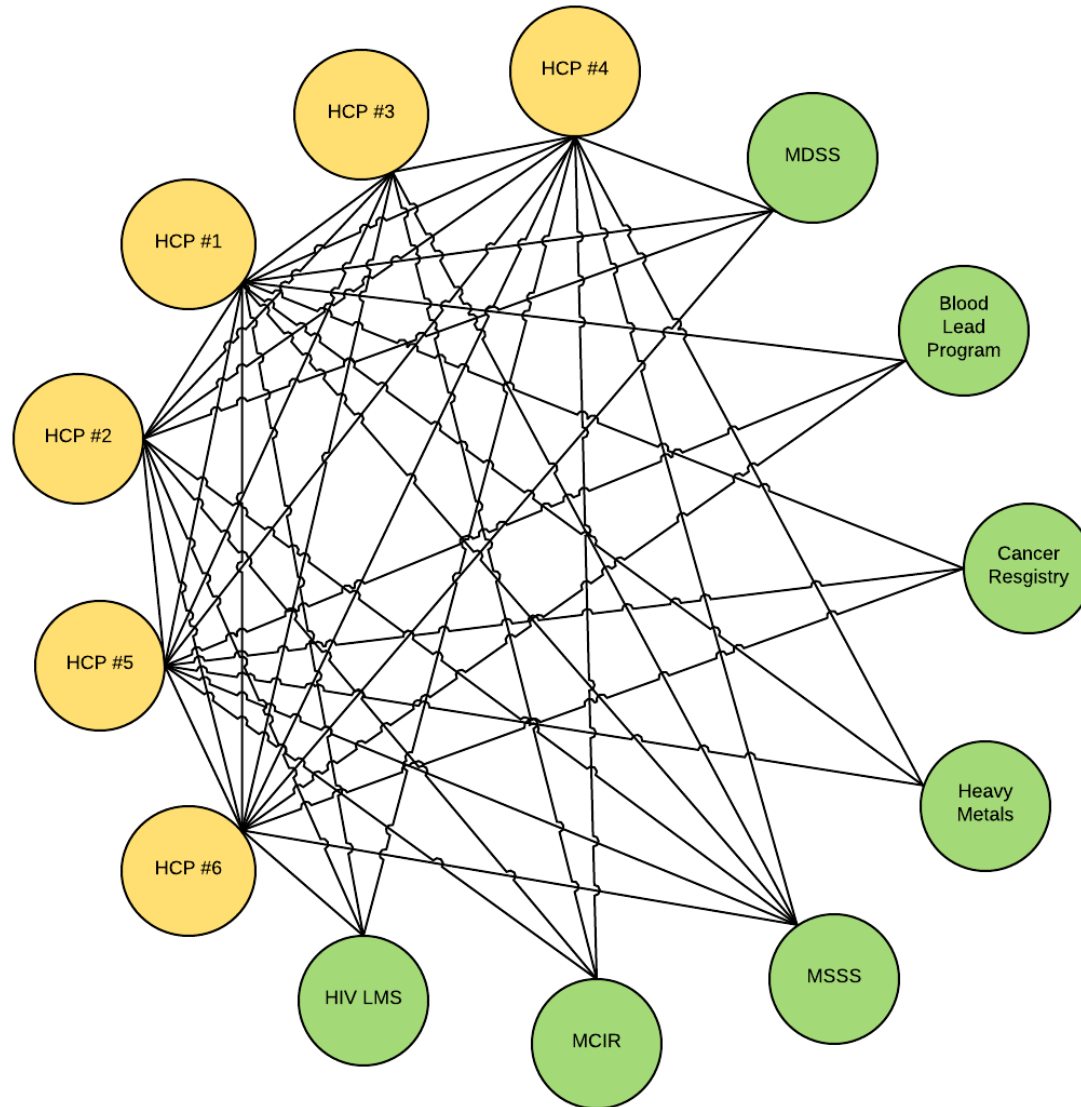 HCP #4
HCP #3
MDSS
HCP #1
Blood
Lead
Program
HCP #2
Cancer
Resgistry
HCP #5
Heavy
Metals
HCP #6
MSSS
HIV LMS
MCIR